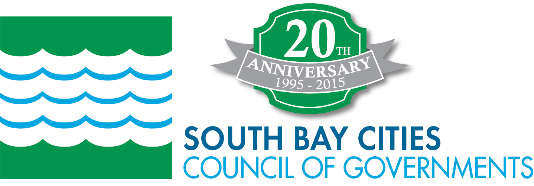 20TH
ANNIVERSARY
1995 - 2015
SOUTH BAY CITIES
COUNCIL OF GOVERNMENTS